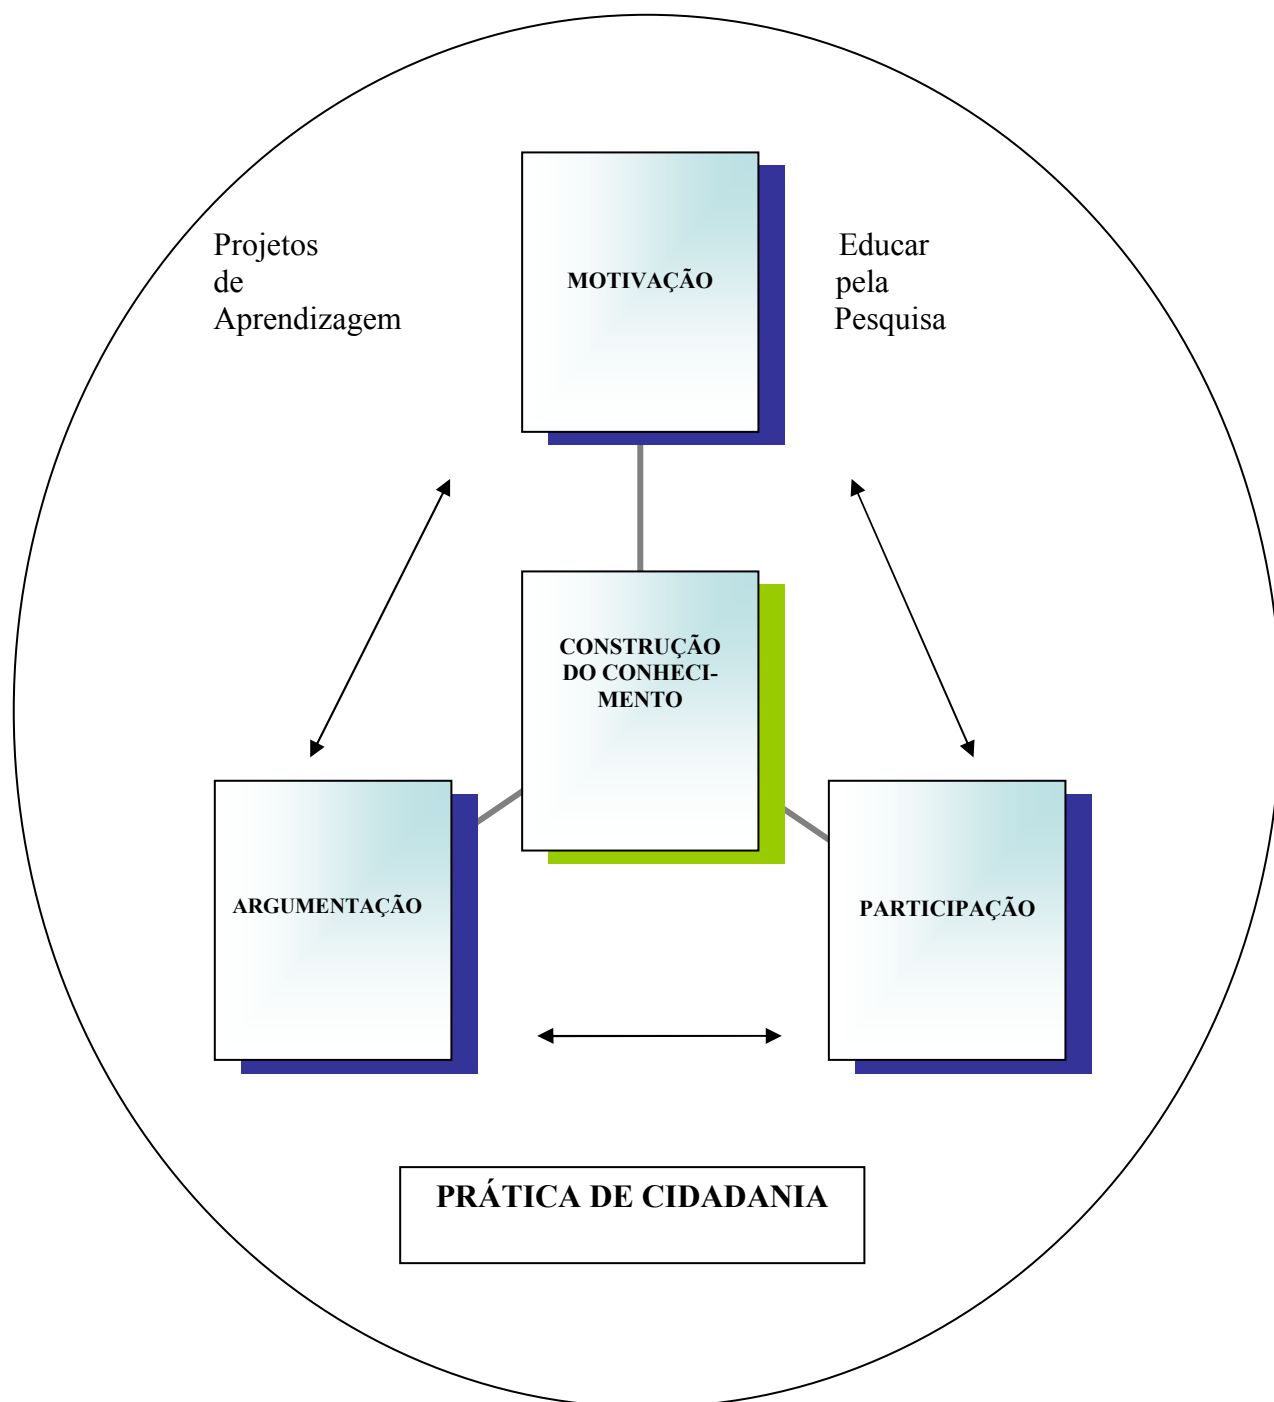 Projetos
de
Aprendizagem
MOTIVAÇÃO
Educar
pela
Pesquisa
CONSTRUÇÃO
DO CONHECI-
MENTO
ARGUMENTAÇÃO
PARTICIPAÇÃO
PRÁTICA DE CIDADANIA